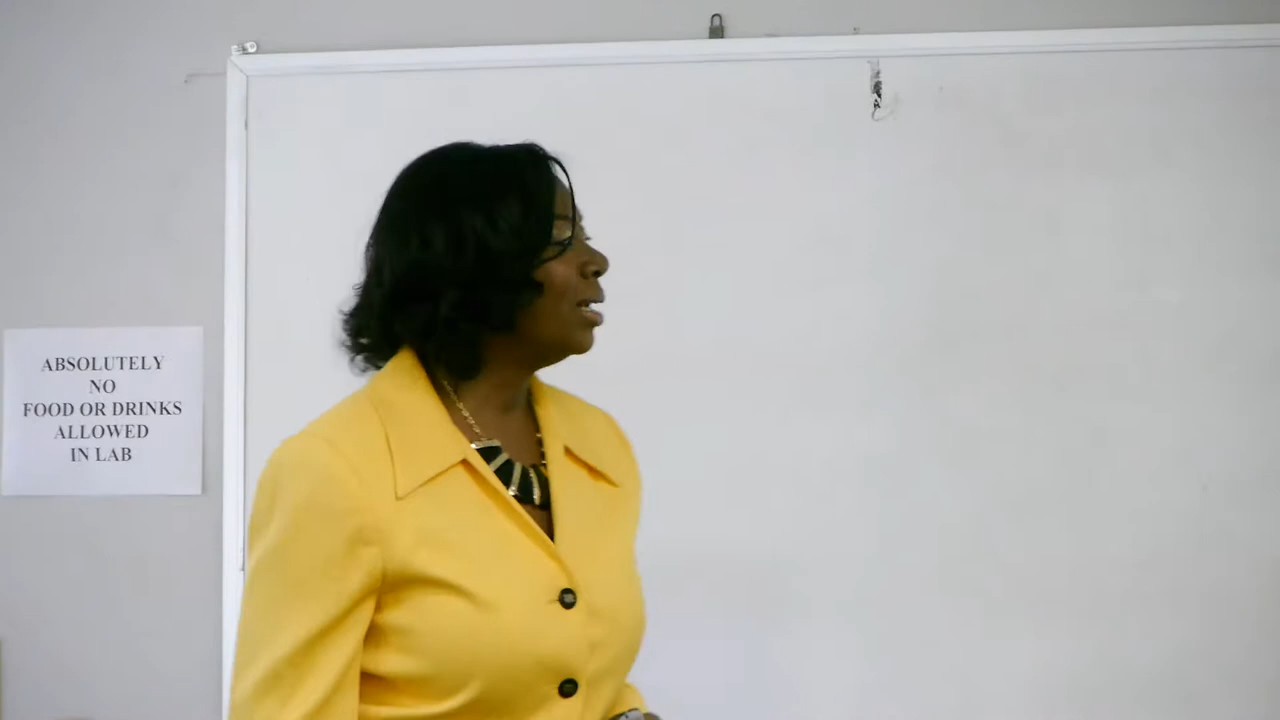 ABSOLUTELY
NO
FOOD OR DRINKS
ALLOWED
IN LAB